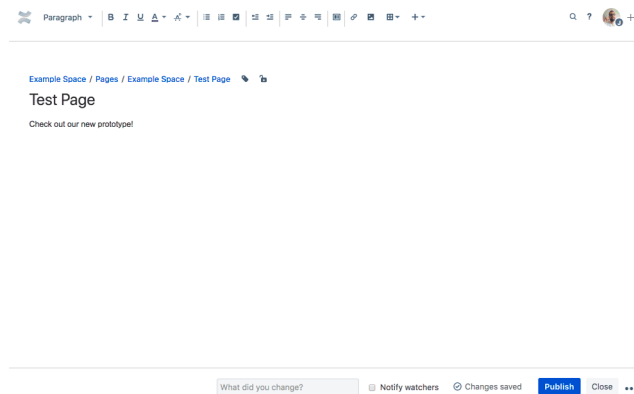 Paragraph B I U A
Example Space / Pages / Example Space / Test Page
Test Page
Check out our new prototype!
What did you change? Notify watchers Changes saved Publish Close